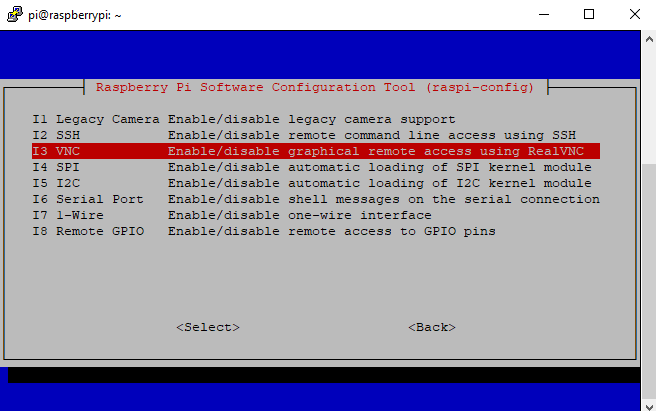 pi@raspberrypi: ~
Raspberry Pi Software Configuration Tool (raspi-config)
I1 Legacy Camera Enable/disable legacy camera support
I2 SSH Enable/disable remote command line access using SSH
I3 VNC Enable/disable graphical remote access using RealVNC
I4 SPI Enable/disable automatic loading of SPI kernel module
I5 I2C Enable/disable automatic loading of I2C kernel module
I6 Serial Port Enable/disable shell messages on the serial connection
I7 1-Wire Enable/disable one-wire interface
I8 Remote GPIO Enable/disable remote access to GPIO pins
<Select> <Back>